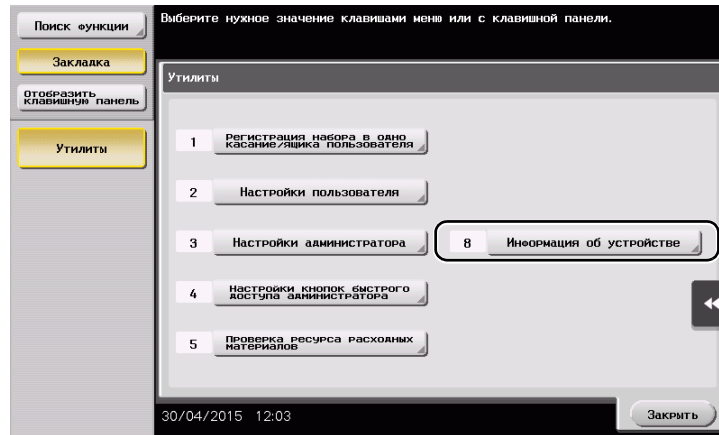 Выберите нужное значение клавишами меню или с клавишной панели.
Поиск функции
Закладка
Отобразить
клавишную панель
Утилиты
Утилиты
1 Регистрация набора в одно
касание/ящика пользователя
2 Настройки пользователя
3 Настройки администратора
8 Информация об устройстве
4 Настройки кнопок быстрого
доступа администратора
5 Проверка ресурса расходных
материалов
30/04/2015 12:03
Закрыть